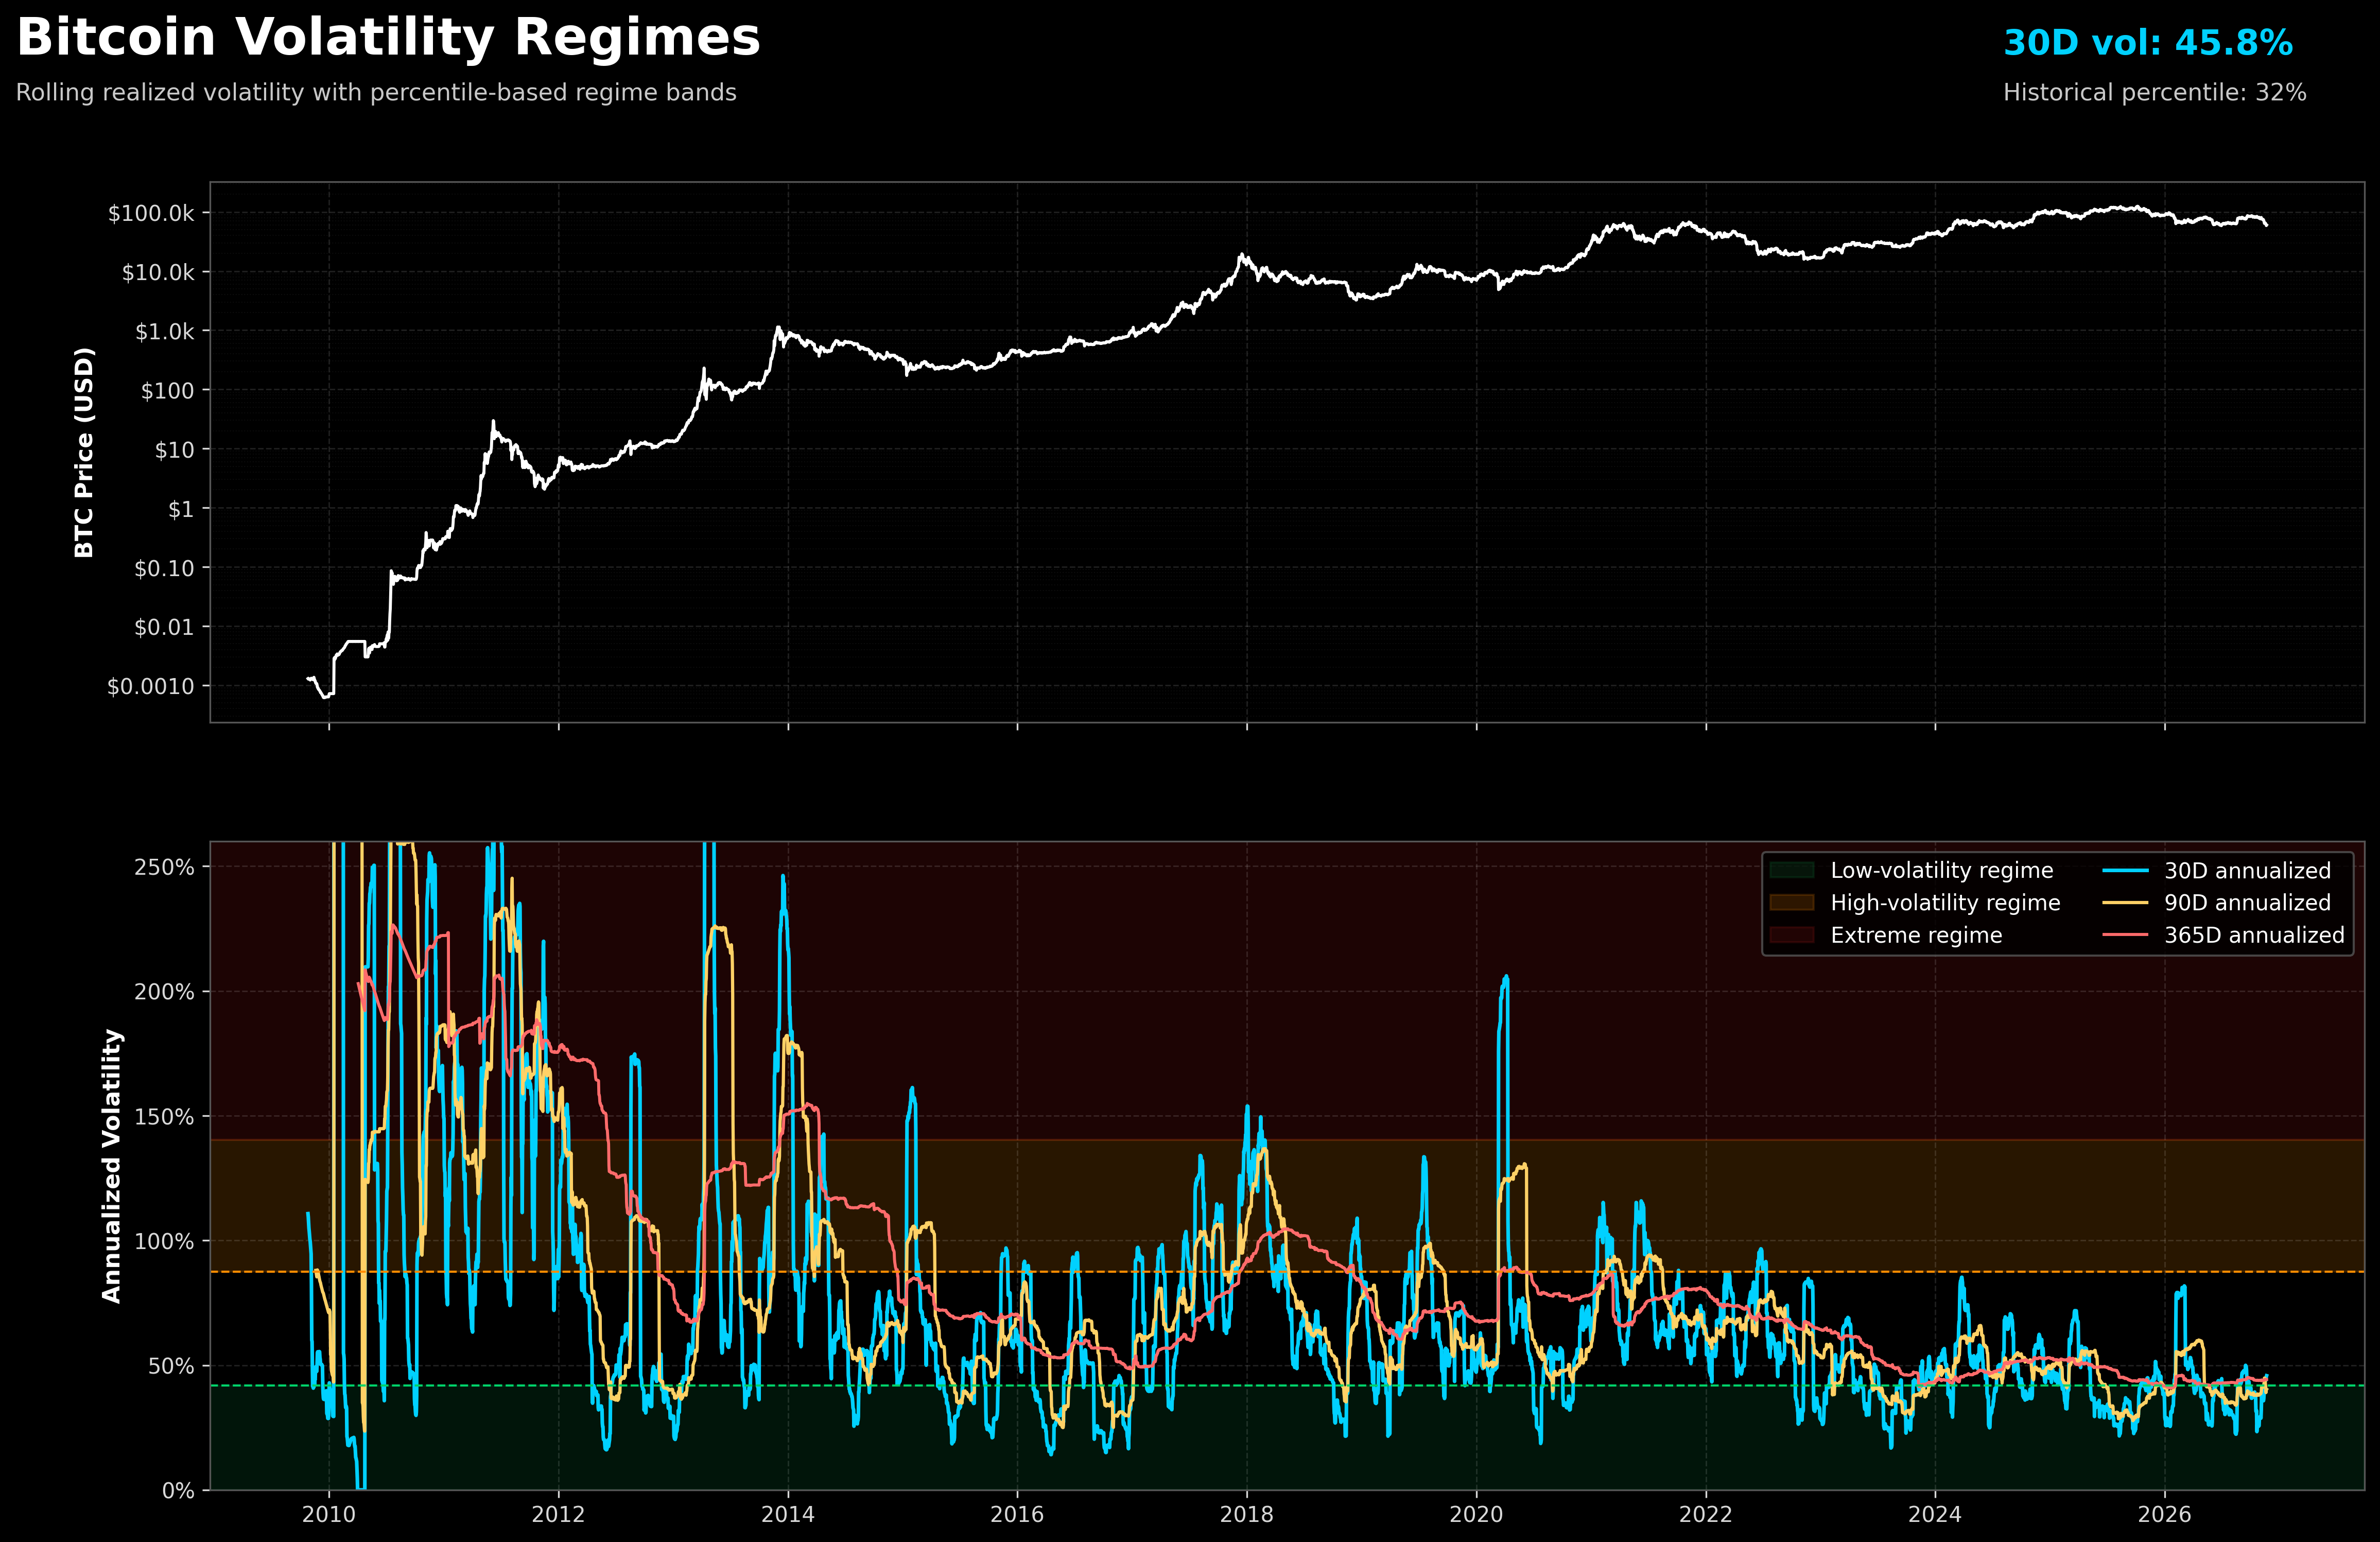 Bitcoin Volatility Regimes
30D vol: 45.8%
Rolling realized volatility with percentile-based regime bands
Historical percentile: 32%
BTC Price (USD)
$100.0k
$10.0k
$1.0k
$100
$10
$1
$0.10
$0.01
$0.0010
Annualized Volatility
250%
200%
150%
100%
50%
0%
Low-volatility regime
High-volatility regime
Extreme regime
30D annualized
90D annualized
365D annualized
2010 2012 2014 2016 2018 2020 2022 2024 2026